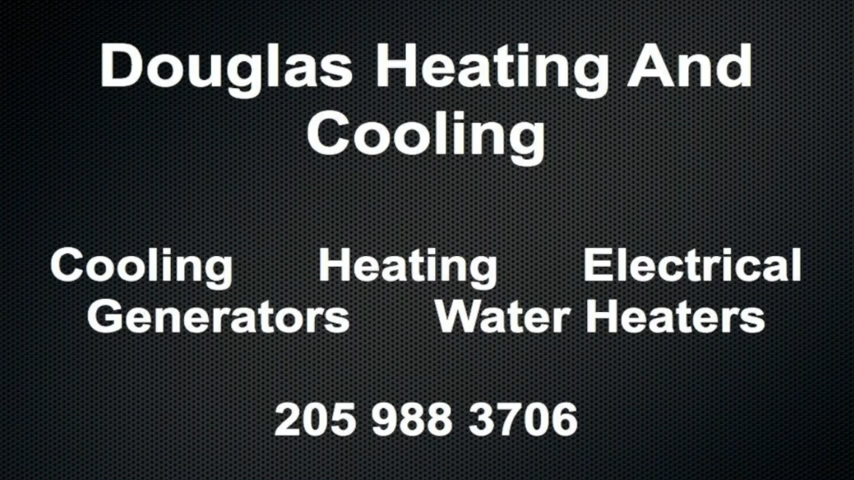 Douglas Heating And
Cooling
Cooling Heating Electrical
Generators Water Heaters
205 988 3706